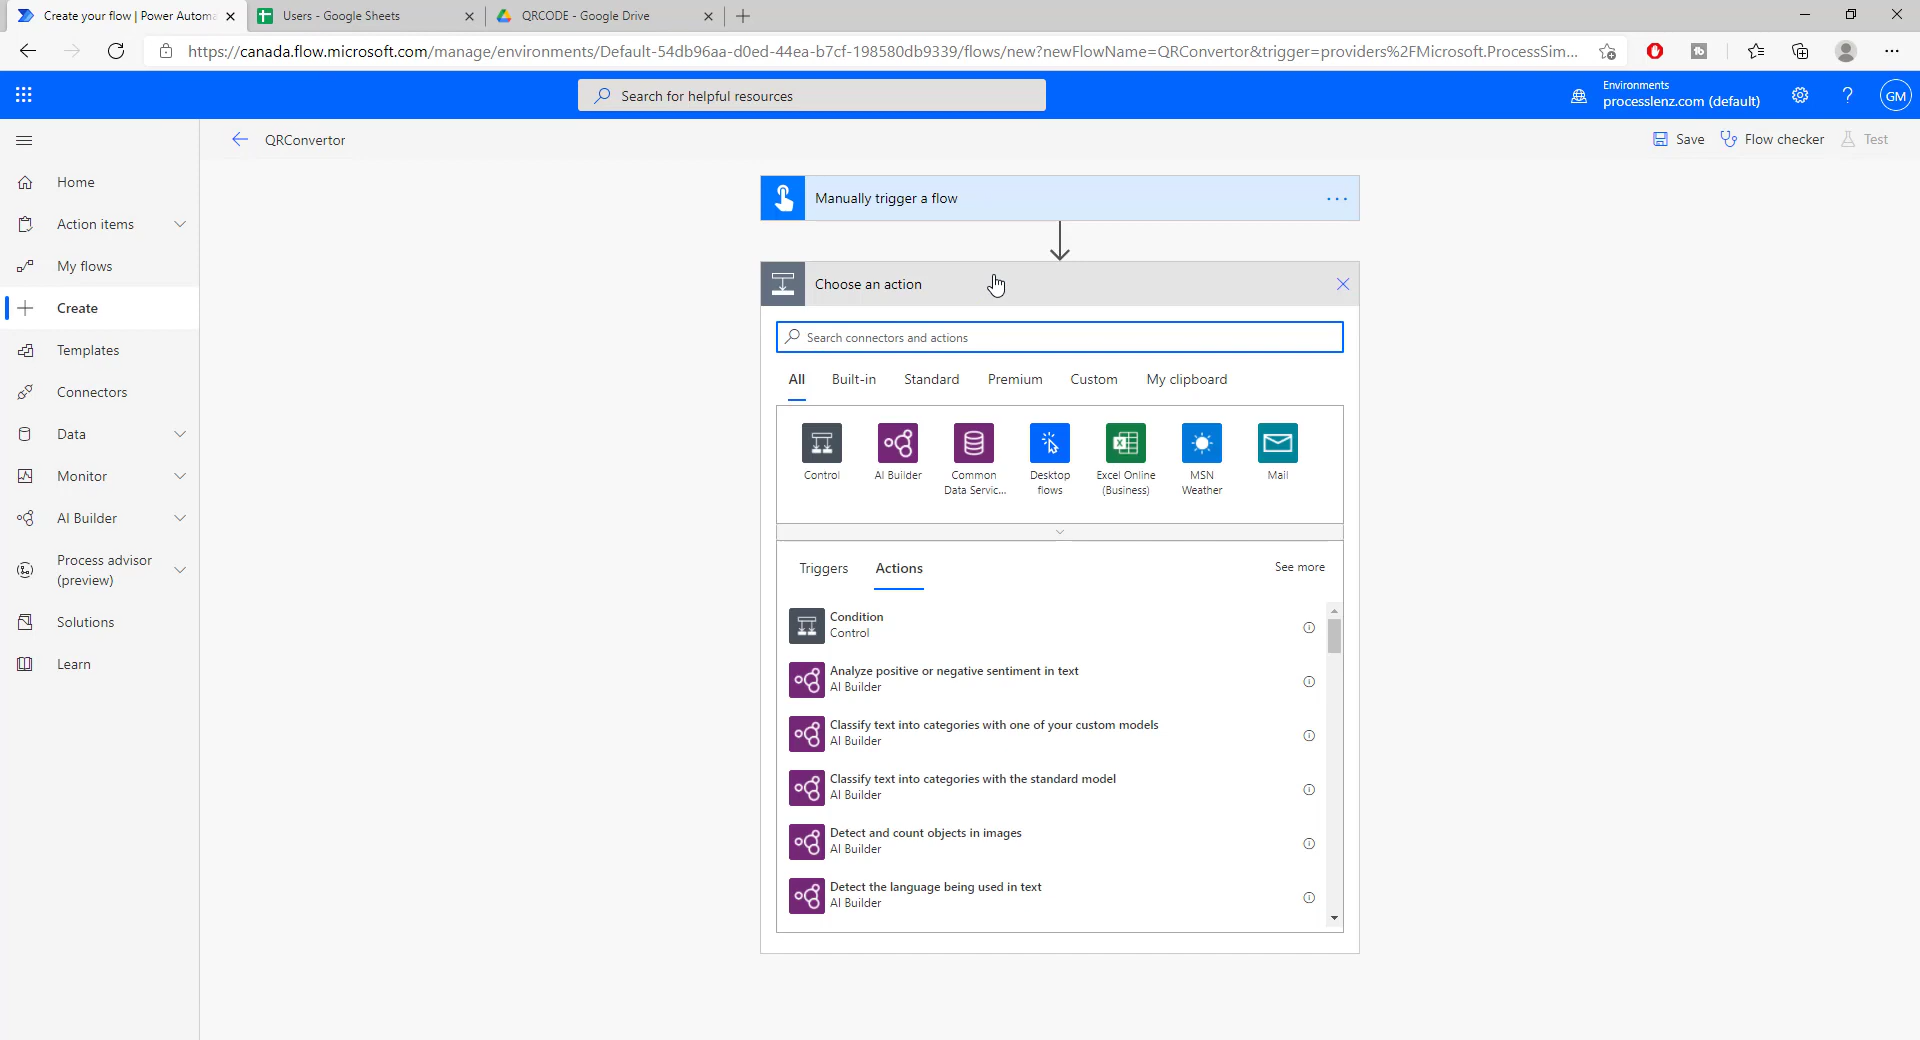 Create your flow | Power Automa
Users - Google Sheets
QRCODE - Google Drive
https://canada.flow.microsoft.com/manage/environments/Default-54db96aa-d0ed-44ea-b7cf-198580db9339/flows/new?newFlowName=QRConvertor&trigger=providers%2FMicrosoft.ProcessSim...
Search for helpful resources
Environments
processlenz.com (default)
GM
QRConvertor
Save
Flow checker
Test
Home
Action items
My flows
Create
Templates
Connectors
Data
Monitor
AI Builder
Process advisor
(preview)
Solutions
Learn
Manually trigger a flow
Choose an action
Search connectors and actions
All
Built-in
Standard
Premium
Custom
My clipboard
Control
AI Builder
Common
Data Servic...
Desktop
flows
Excel Online
(Business)
MSN
Weather
Mail
Triggers
Actions
See more
Condition
Control
Analyze positive or negative sentiment in text
AI Builder
Classify text into categories with one of your custom models
AI Builder
Classify text into categories with the standard model
AI Builder
Detect and count objects in images
AI Builder
Detect the language being used in text
AI Builder